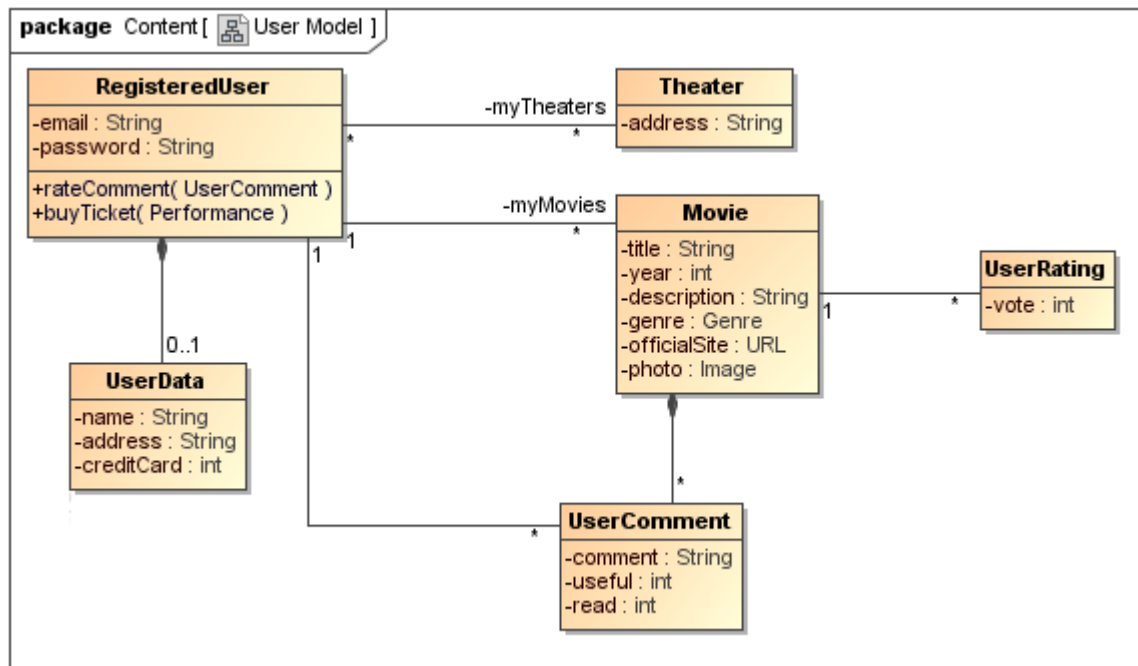 package Content [ User Model ]
RegisteredUser
-email : String
-password : String
+rateComment( UserComment )
+buyTicket( Performance )
-myTheaters
*
*
Theater
-address : String
-myMovies
1
*
1
Movie
-title : String
-year : int
-description : String
-genre : Genre
-officialSite : URL
-photo : Image
1
*
UserRating
-vote : int
0..1
UserData
-name : String
-address : String
-creditCard : int
*
*
UserComment
-comment : String
-useful : int
-read : int